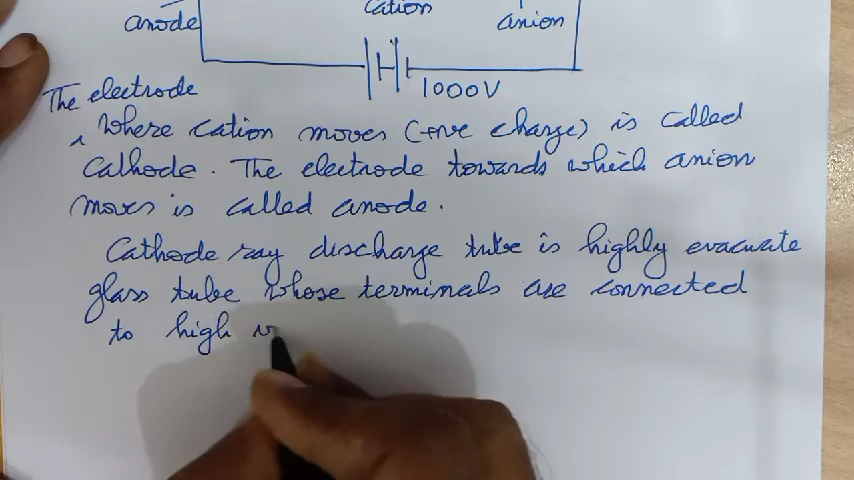 cation
anode
anion
1000V
The electrode
where cation moves (+ve charge) is called
Cathode. The electrode towards which anion
moves is called anode.
Cathode ray discharge tube is highly evacuate
glass tube whose terminals are connected
to high v